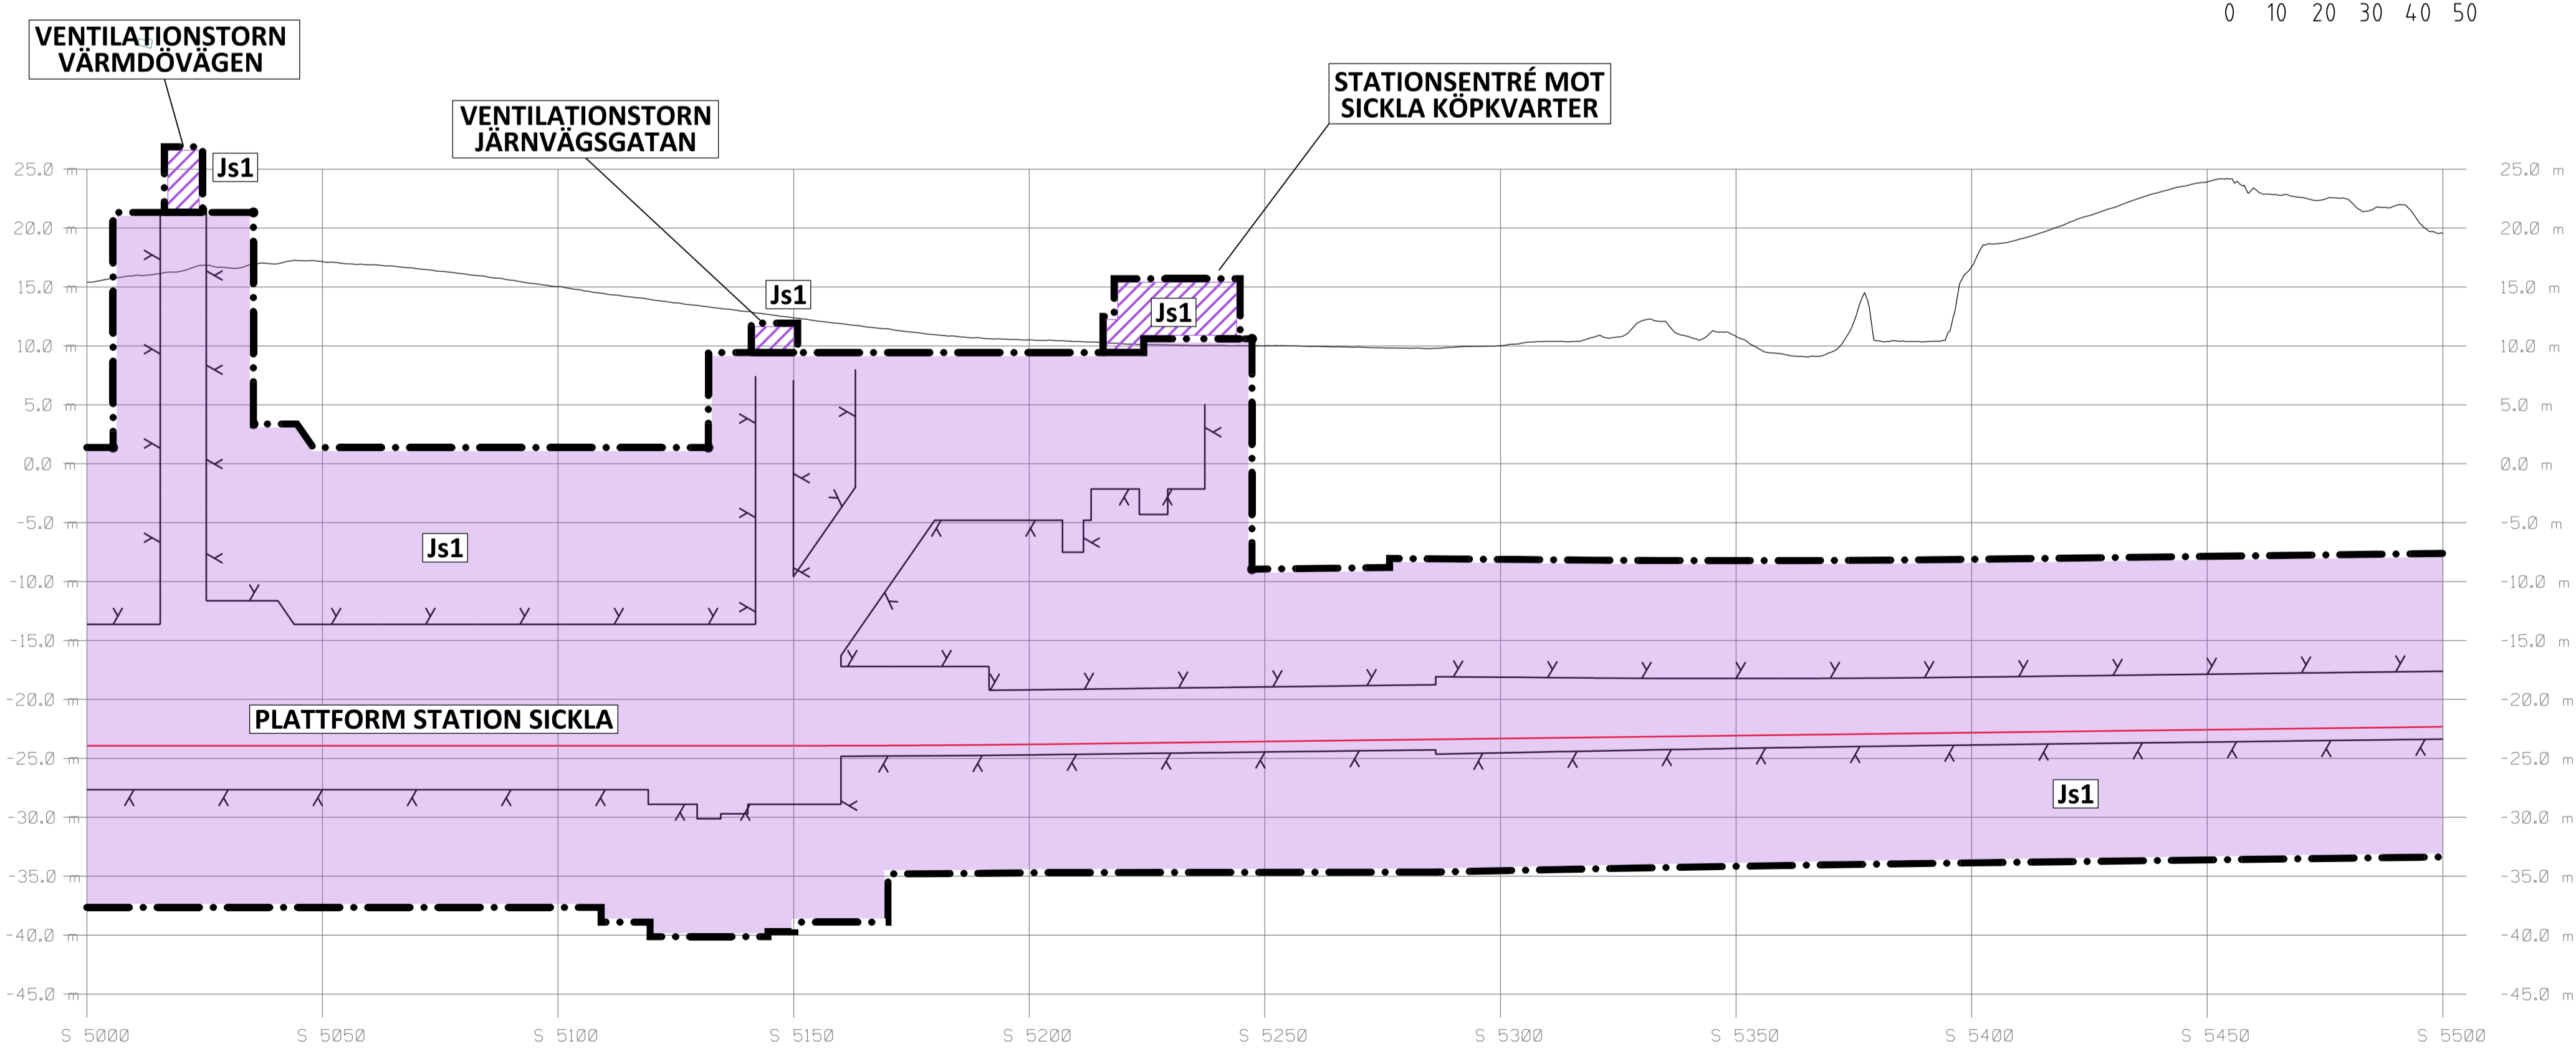 0 10 20 30 40 50
VENTILATIONSTORN
VÄRMDÖVÄGEN
VENTILATIONSTORN
JÄRNVÄGSGATAN
STATIONSENTRÉ MOT
SICKLA KÖPKVARTER
Js1
25.0 m 25.0 m
20.0 m 20.0 m
Js1
15.0 m 15.0 m
Js1
10.0 m 10.0 m
5.0 m 5.0 m
0.0 m 0.0 m
-5.0 m -5.0 m
Js1
-10.0 m -10.0 m
-15.0 m -15.0 m
-20.0 m -20.0 m
PLATTFORM STATION SICKLA
-25.0 m -25.0 m
Js1
-30.0 m -30.0 m
-35.0 m -35.0 m
-40.0 m -40.0 m
-45.0 m -45.0 m
S 5000 S 5050 S 5100 S 5150 S 5200 S 5250 S 5300 S 5350 S 5400 S 5450 S 5500